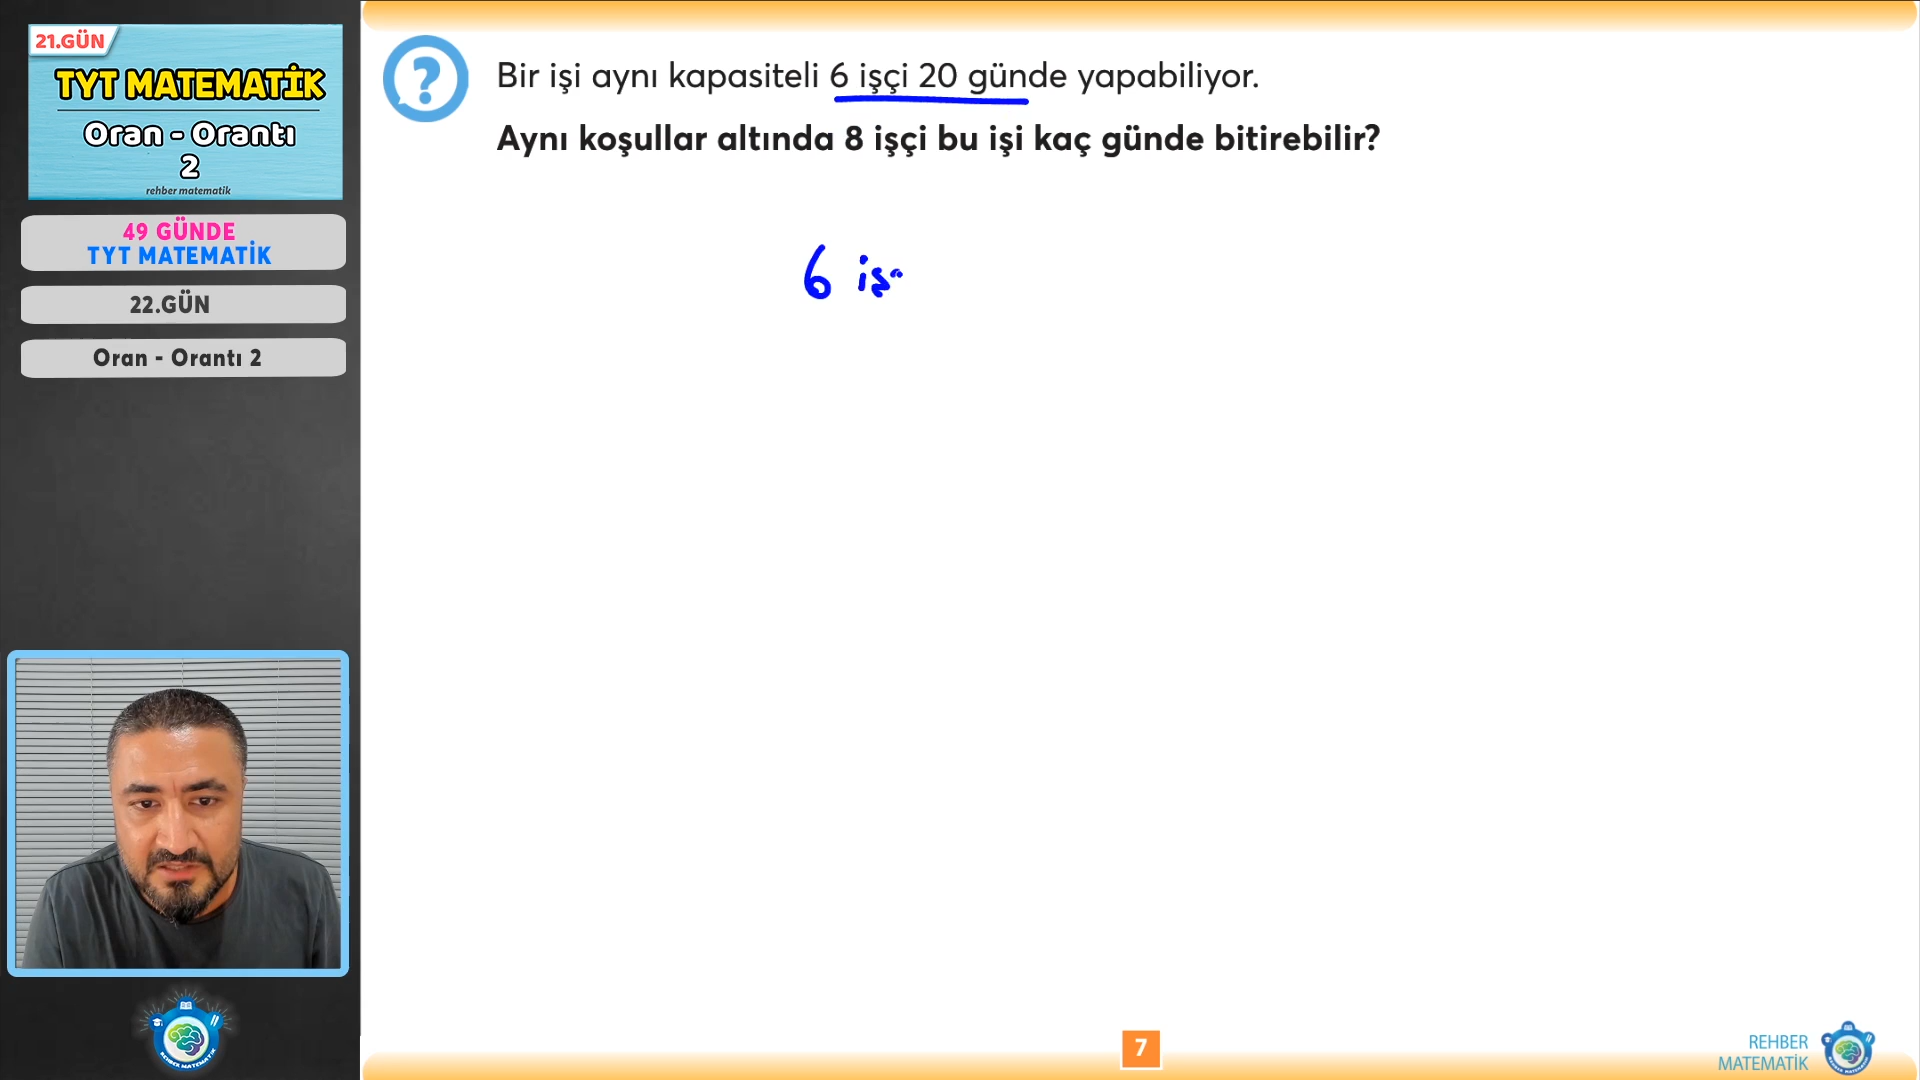 21.GÜN
TYT MATEMATİK
Oran - Orantı
2
rehber matematik
49 GÜNDE
TYT MATEMATİK
22.GÜN
Oran - Orantı 2
Bir işi aynı kapasiteli 6 işçi 20 günde yapabiliyor.
Aynı koşullar altında 8 işçi bu işi kaç günde bitirebilir?
6 iş
7
REHBER
MATEMATİK